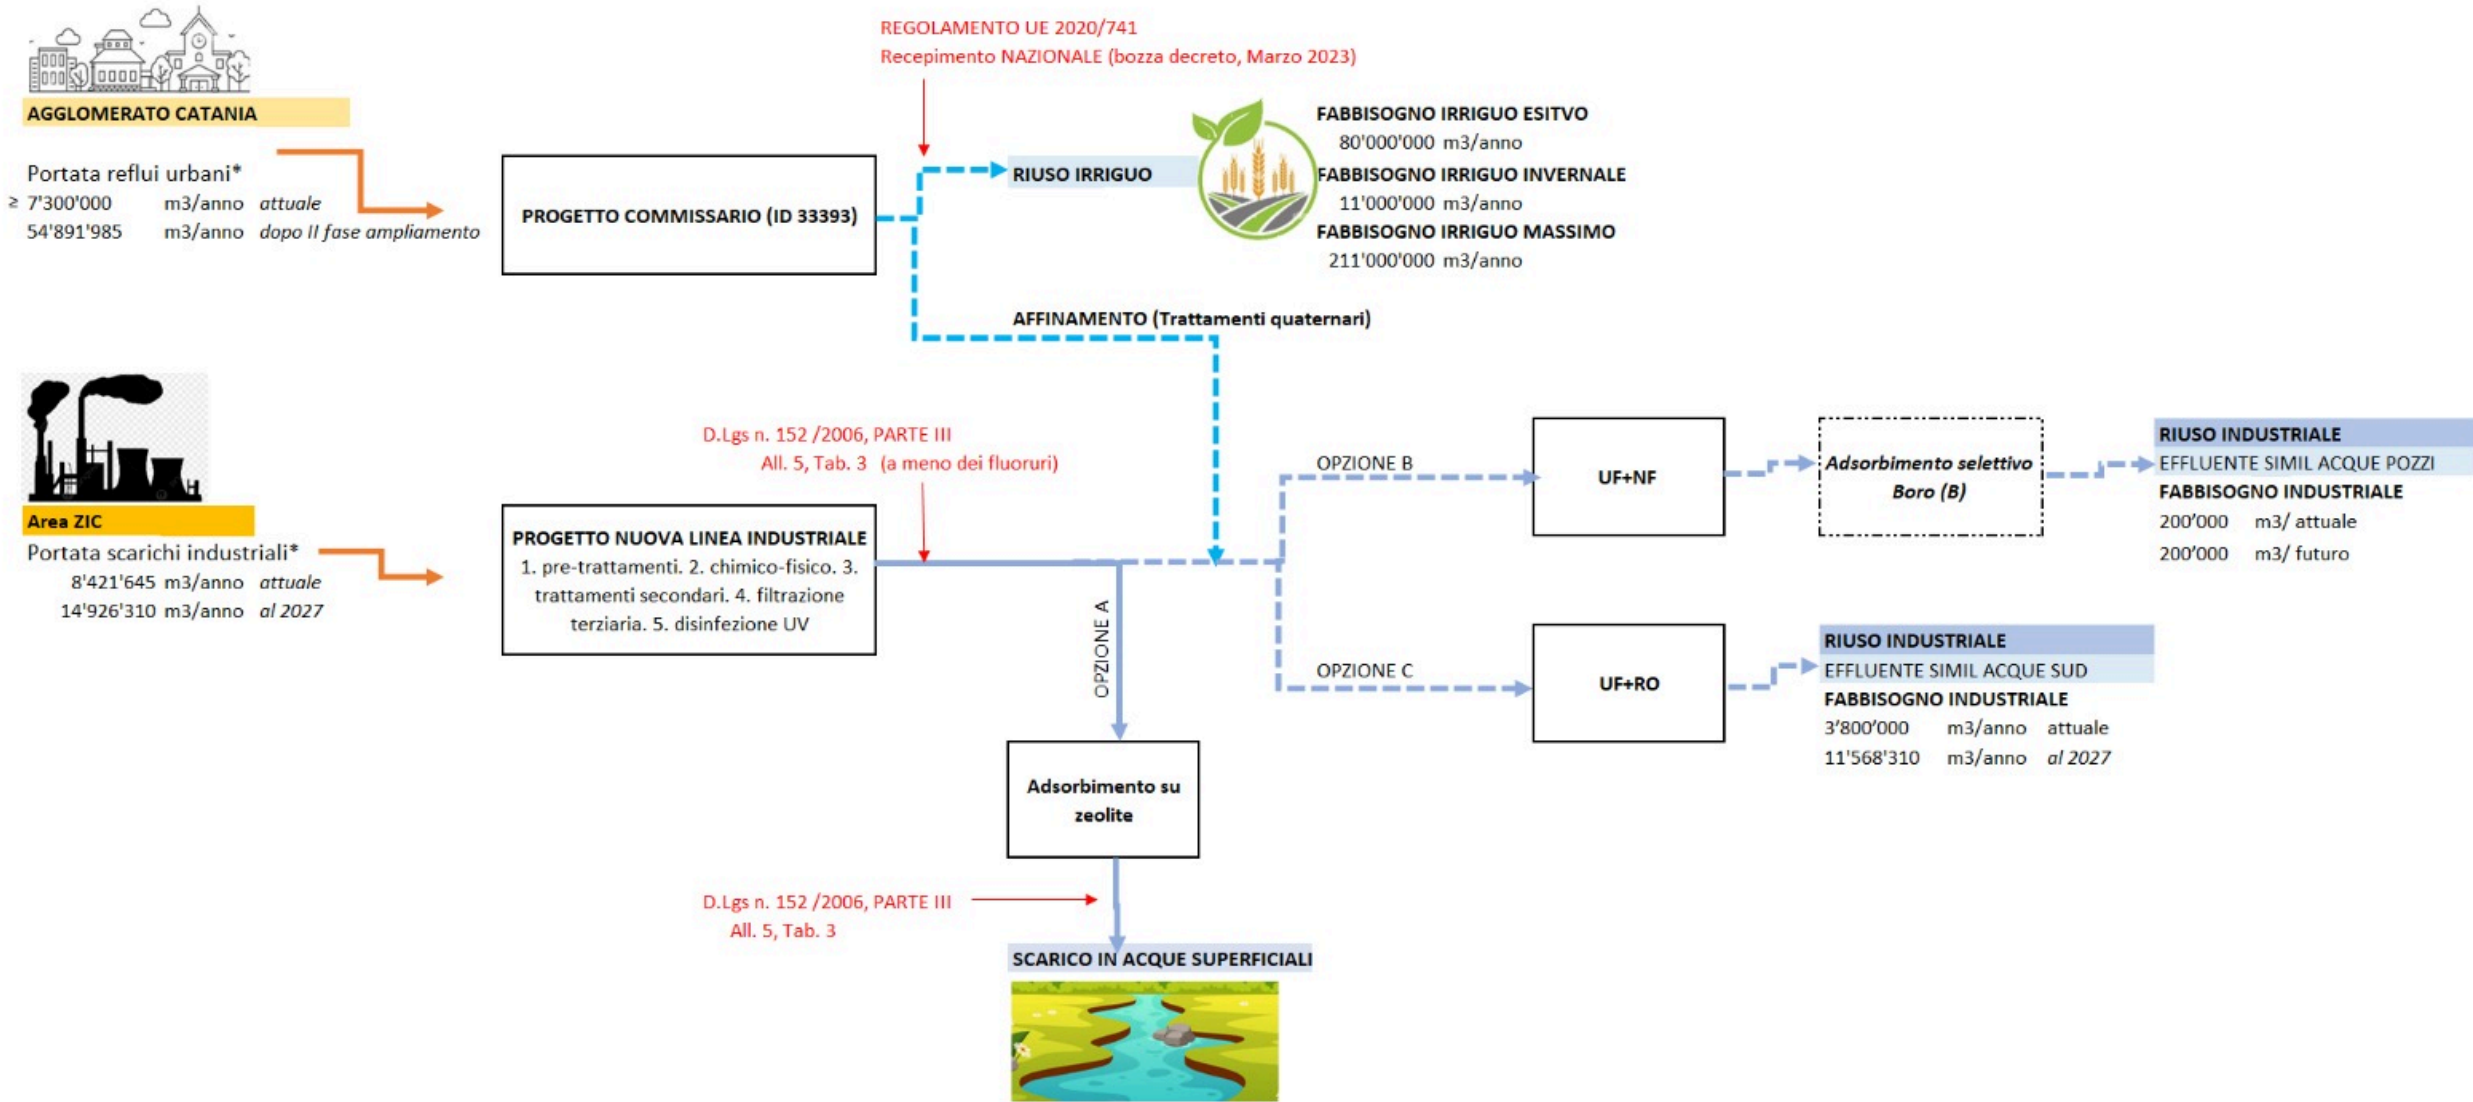 REGOLAMENTO UE 2020/741
Recepimento NAZIONALE (bozza decreto, Marzo 2023)
AGGLOMERATO CATANIA
Portata reflui urbani*
≥ 7'300'000 m3/anno attuale
54'891'985 m3/anno dopo II fase ampliamento
PROGETTO COMMISSARIO (ID 33393)
RIUSO IRRIGUO
FABBISOGNO IRRIGUO ESITVO
80'000'000 m3/anno
FABBISOGNO IRRIGUO INVERNALE
11'000'000 m3/anno
FABBISOGNO IRRIGUO MASSIMO
211'000'000 m3/anno
AFFINAMENTO (Trattamenti quaternari)
Area ZIC
Portata scarichi industriali*
8'421'645 m3/anno attuale
14'926'310 m3/anno al 2027
D.Lgs n. 152 /2006, PARTE III
All. 5, Tab. 3 (a meno dei fluoruri)
PROGETTO NUOVA LINEA INDUSTRIALE
1. pre-trattamenti. 2. chimico-fisico. 3.
trattamenti secondari. 4. filtrazione
terziaria. 5. disinfezione UV
OPZIONE B
UF+NF
Adsorbimento selettivo
Boro (B)
RIUSO INDUSTRIALE
EFFLUENTE SIMIL ACQUE POZZI
FABBISOGNO INDUSTRIALE
200’000 m3/ attuale
200’000 m3/ futuro
OPZIONE C
UF+RO
RIUSO INDUSTRIALE
EFFLUENTE SIMIL ACQUE SUD
FABBISOGNO INDUSTRIALE
3’800’000 m3/anno attuale
11'568'310 m3/anno al 2027
OPZIONE A
Adsorbimento su
zeolite
D.Lgs n. 152 /2006, PARTE III
All. 5, Tab. 3
SCARICO IN ACQUE SUPERFICIALI